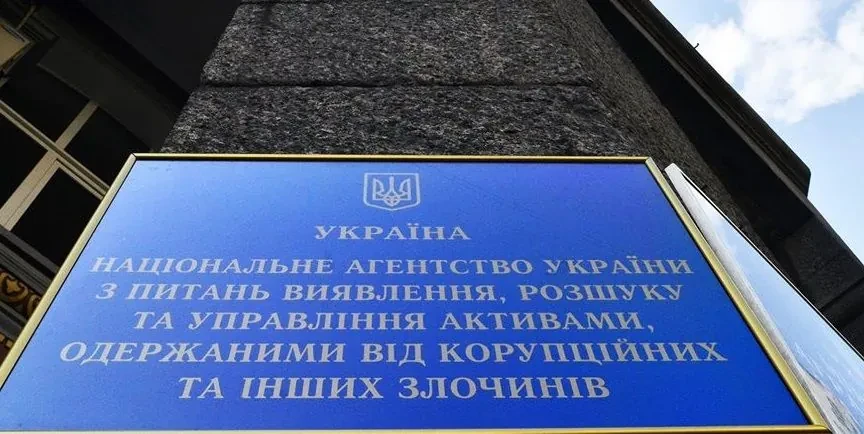 УКРАЇНА
НАЦІОНАЛЬНЕ АГЕНТСТВО УКРАЇНИ
З ПИТАНЬ ВИЯВЛЕННЯ, РОЗШУКУ
ТА УПРАВЛІННЯ АКТИВАМИ,
ОДЕРЖАНИМИ ВІД КОРУПЦІЙНИХ
ТА ІНШИХ ЗЛОЧИНІВ